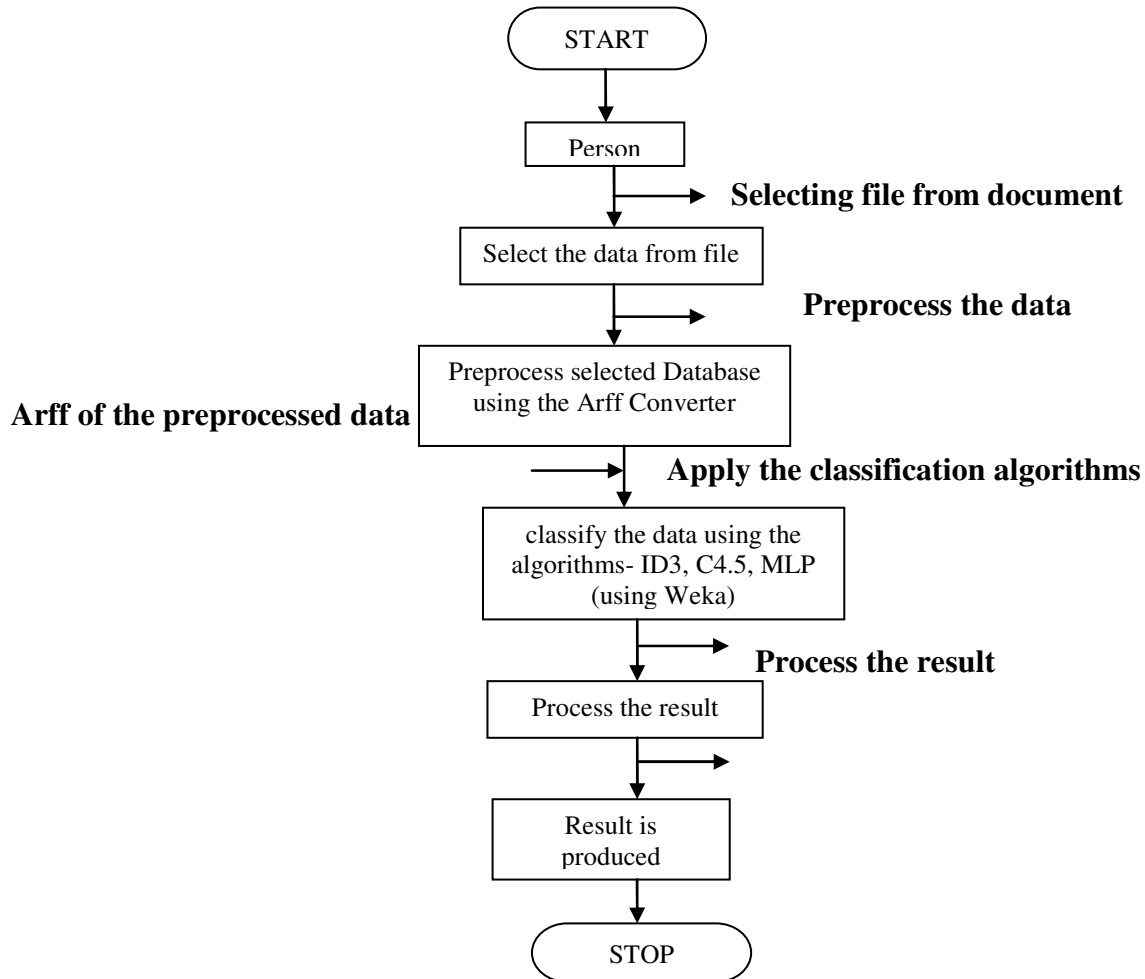 START
Person
Selecting file from document
Select the data from file
Preprocess the data
Preprocess selected Database
using the Arff Converter
Arff of the preprocessed data
Apply the classification algorithms
classify the data using the
algorithms- ID3, C4.5, MLP
(using Weka)
Process the result
Process the result
Result is
produced
STOP